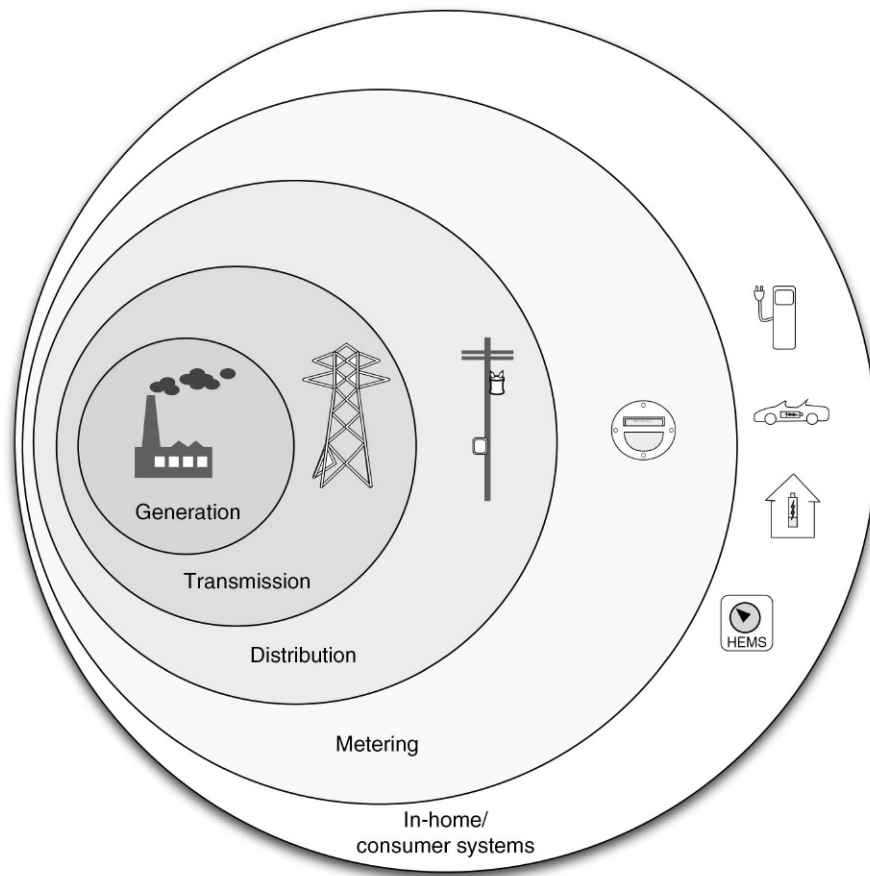 Generation
Transmission
Distribution
Metering
HEMS
In-home/
consumer systems